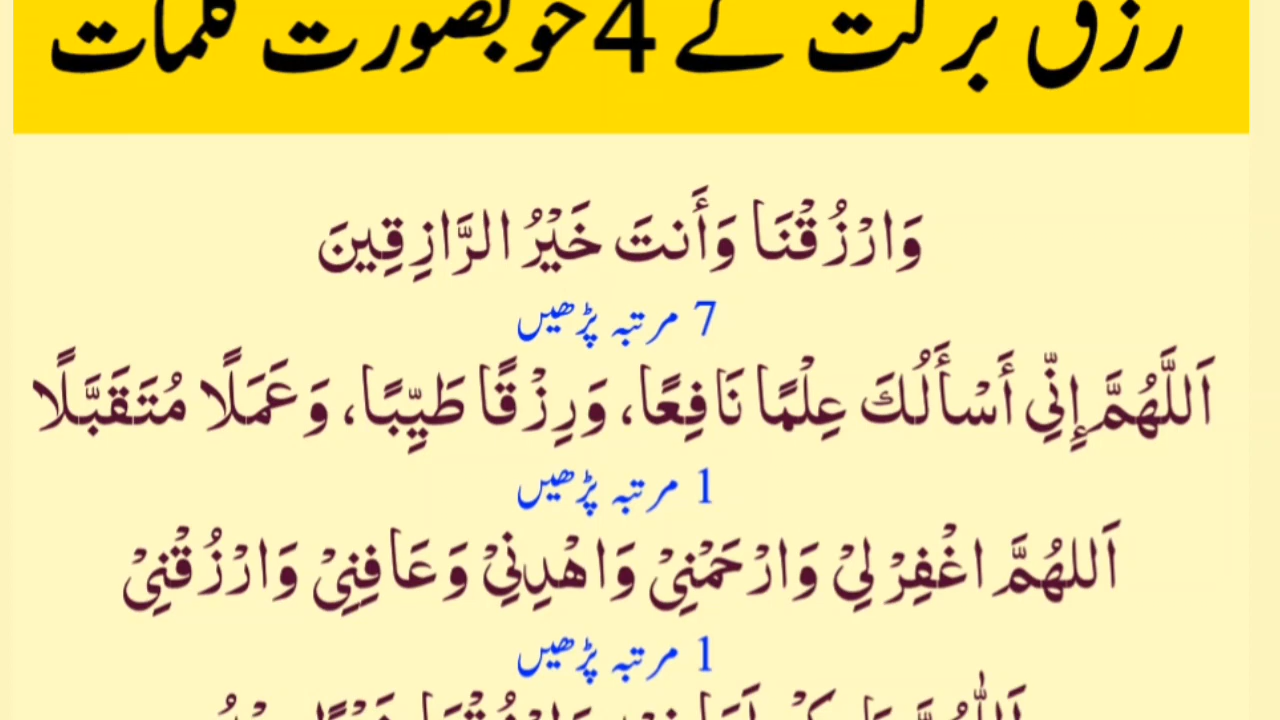 رزق برکت کے 4 خوبصورت کلمات
وَارْزُقْنَا وَأَنتَ خَيْرُ الرَّازِقِينَ
7 مرتبہ پڑھیں
اَللَّهُمَّ إِنِّي أَسْأَلُكَ عِلْمًا نَافِعًا، وَرِزْقًا طَيِّبًا، وَعَمَلًا مُتَقَبَّلًا
1 مرتبہ پڑھیں
اَللهُمَّ اغْفِرْ لِيْ وَارْحَمْنِيْ وَاهْدِنِيْ وَعَافِنِيْ وَارْزُقْنِيْ
1 مرتبہ پڑھیں